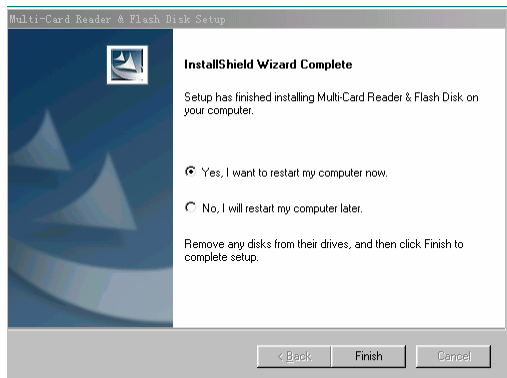 Multi-Card Reader & Flash Disk Setup
InstallShield Wizard Complete
Setup has finished installing Multi-Card Reader & Flash Disk on
your computer.
Yes, I want to restart my computer now.
No, I will restart my computer later.
Remove any disks from their drives, and then click Finish to
complete setup.
< Back Finish Cancel